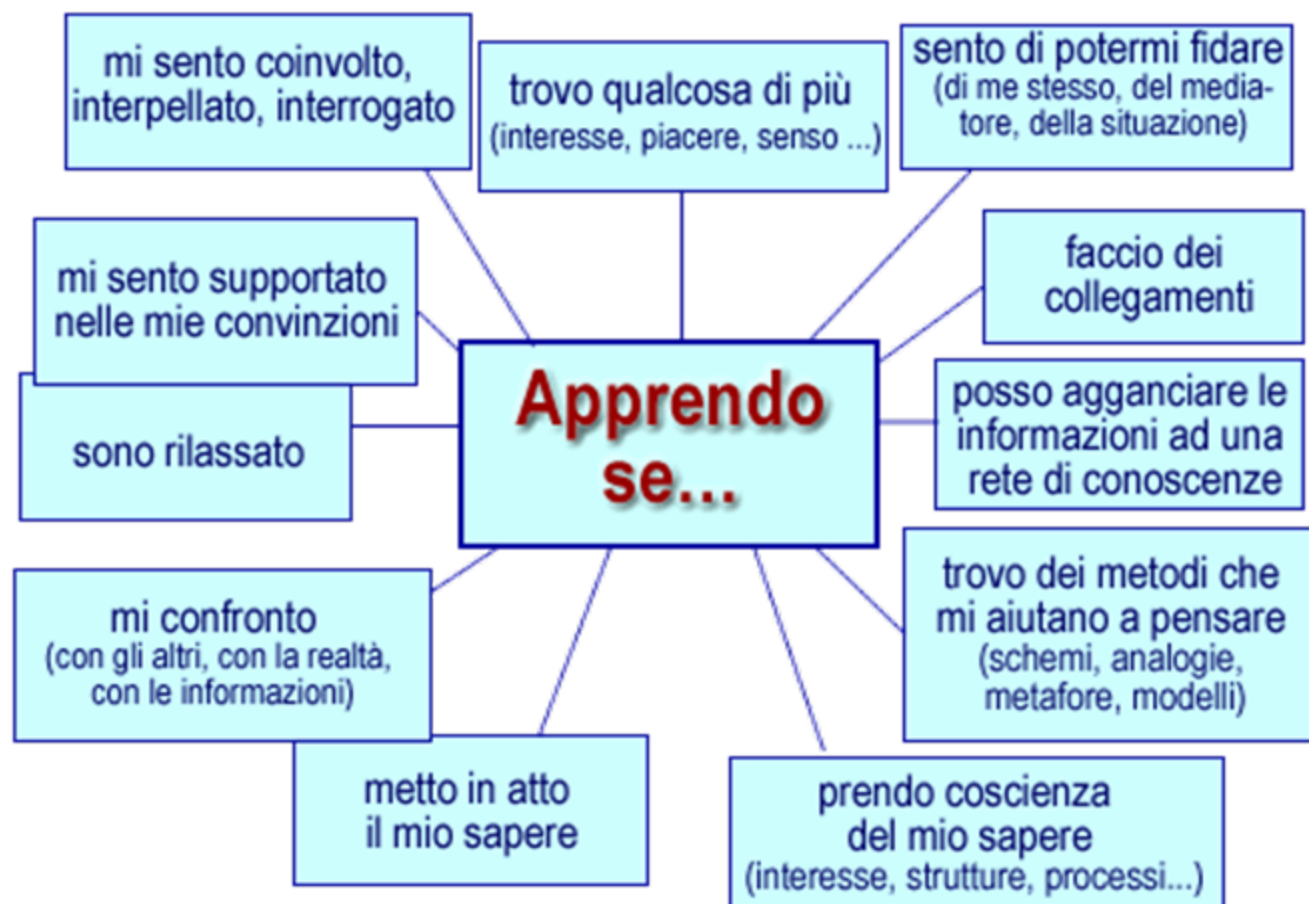 mi sento coinvolto,
interpellato, interrogato
trovo qualcosa di più
(interesse, piacere, senso ...)
sento di potermi fidare
(di me stesso, del media-
tore, della situazione)
mi sento supportato
nelle mie convinzioni
faccio dei
collegamenti
Apprendo
se...
sono rilassato
posso agganciare le
informazioni ad una
rete di conoscenze
mi confronto
(con gli altri, con la realtà,
con le informazioni)
trovo dei metodi che
mi aiutano a pensare
(schemi, analogie,
metafore, modelli)
metto in atto
il mio sapere
prendo coscienza
del mio sapere
(interesse, strutture, processi...)